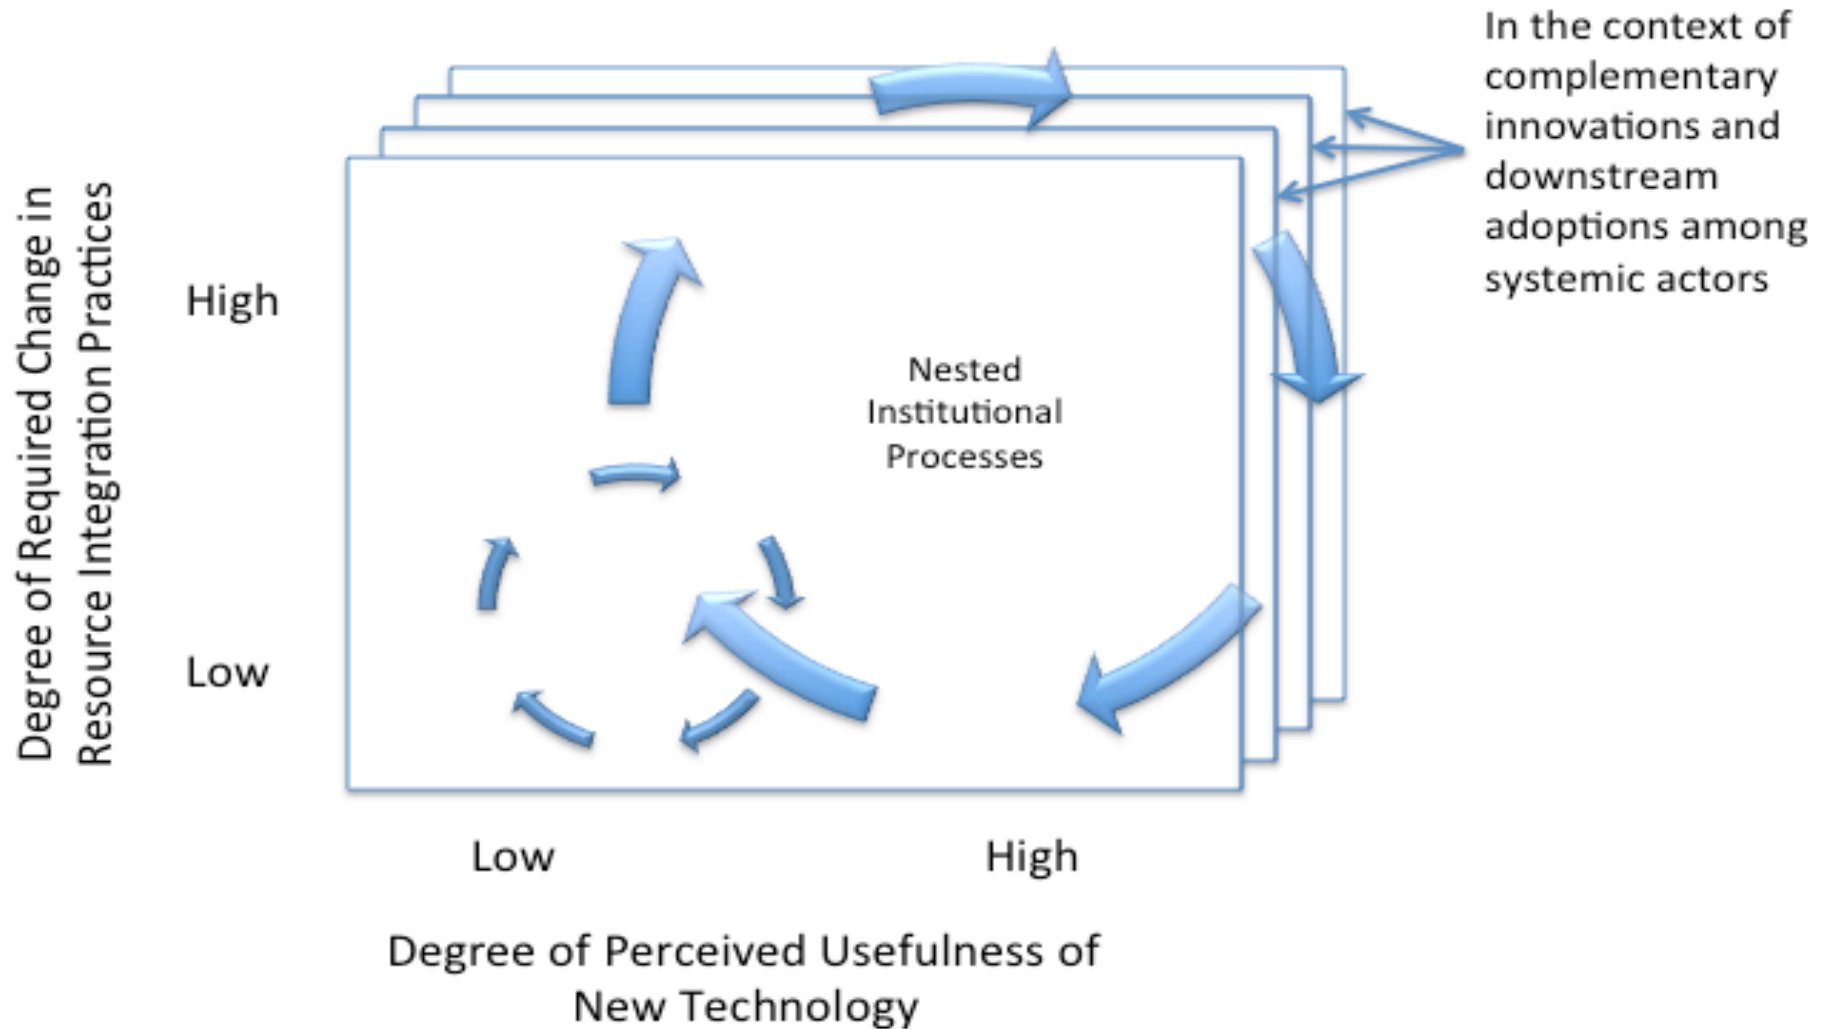 In the context of
complementary
innovations and
downstream
adoptions among
systemic actors
Degree of Required Change in
Resource Integration Practices
High
Low
Nested
Institutional
Processes
Low
High
Degree of Perceived Usefulness of
New Technology